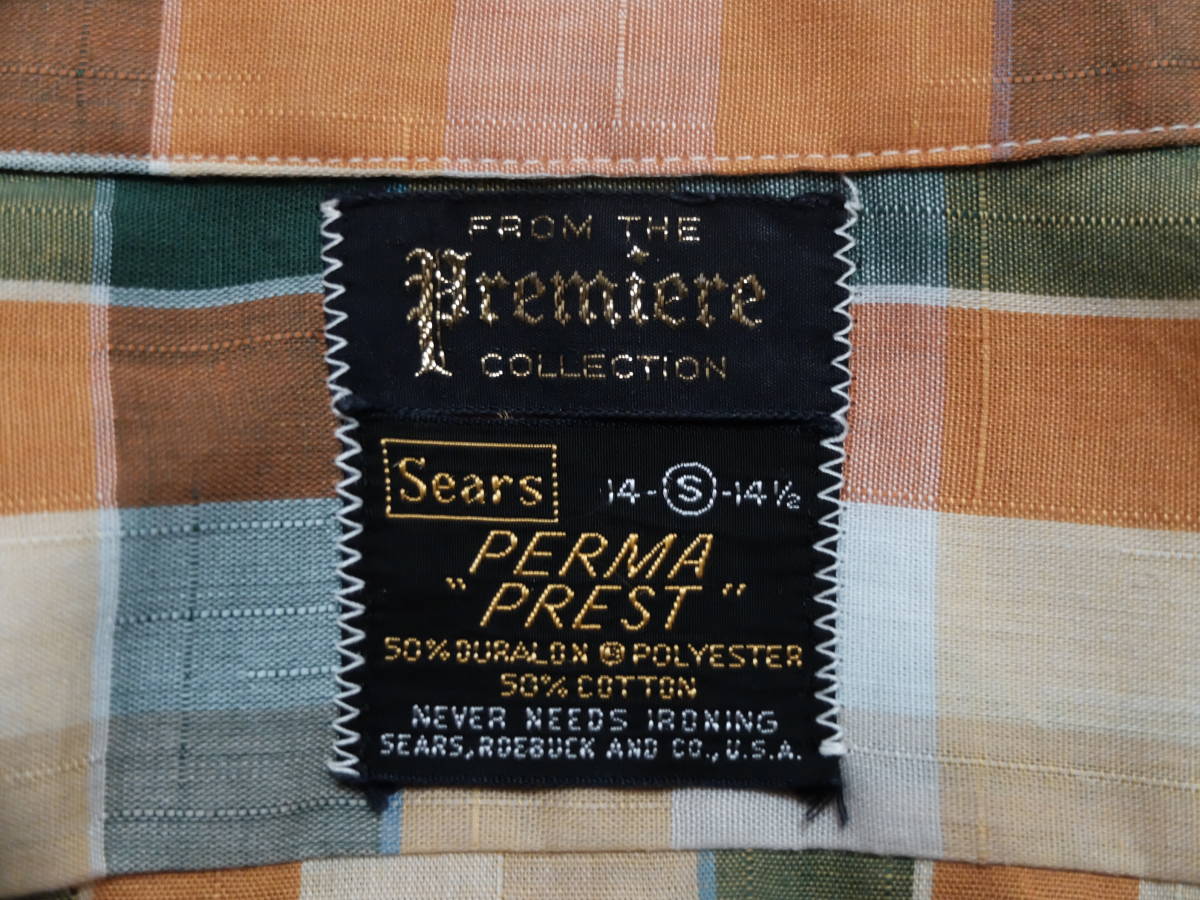 FROM THE
Premiere
COLLECTION
Sears 14-S-14½
"PERMA
PREST"
50% DURALON ® POLYESTER
50% COTTON
NEVER NEEDS IRONING
SEARS, ROEBUCK AND CO., U.S.A.